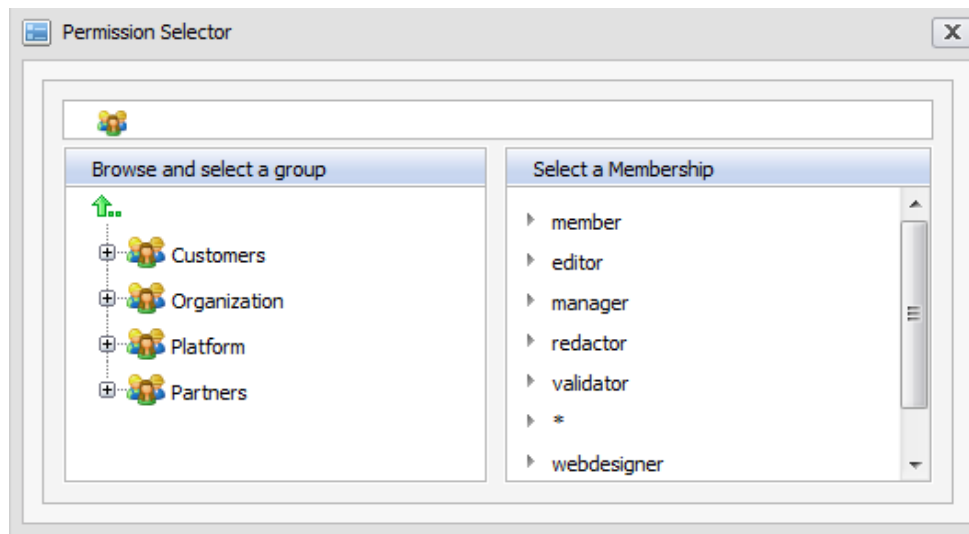 Permission Selector
Browse and select a group
Customers
Organization
Platform
Partners
Select a Membership
member
editor
manager
redactor
validator
*
webdesigner